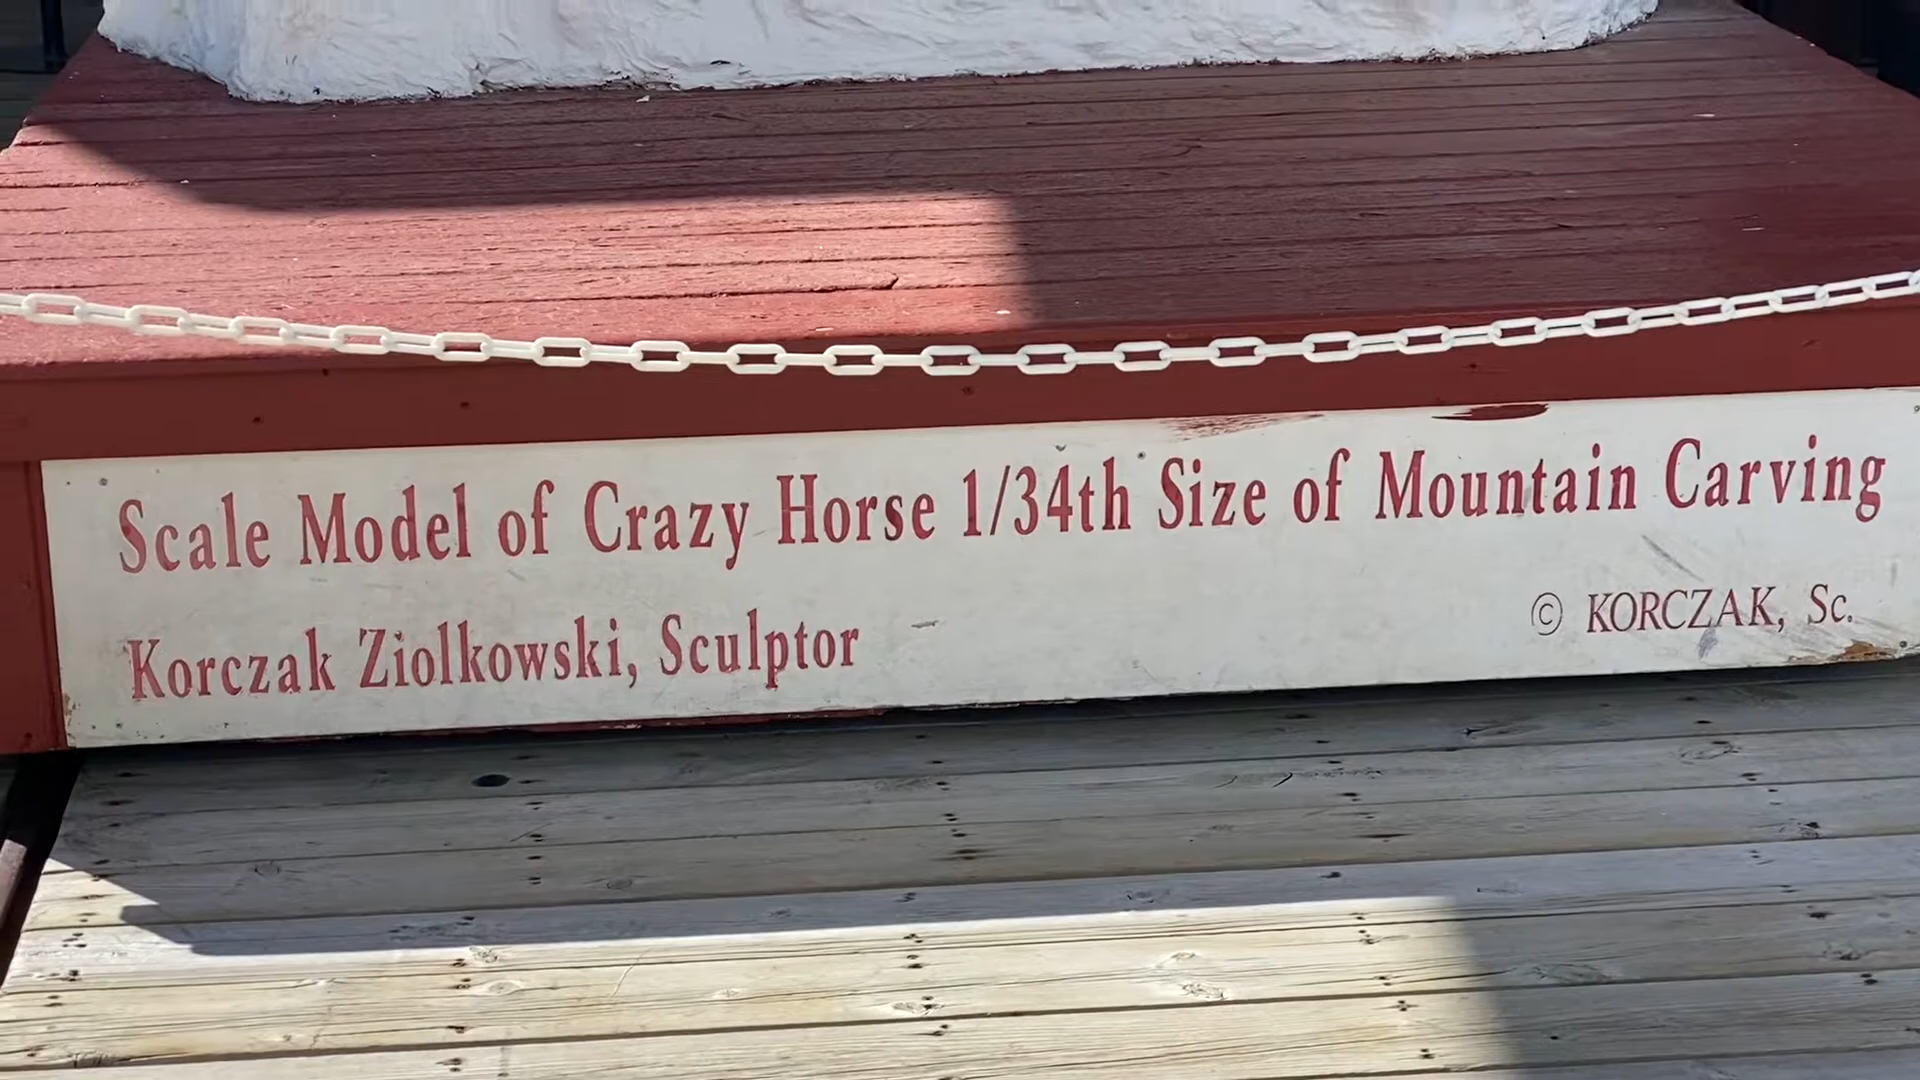 Scale Model of Crazy Horse 1/34th Size of Mountain Carving
Korczak Ziolkowski, Sculptor
© KORCZAK, Sc.